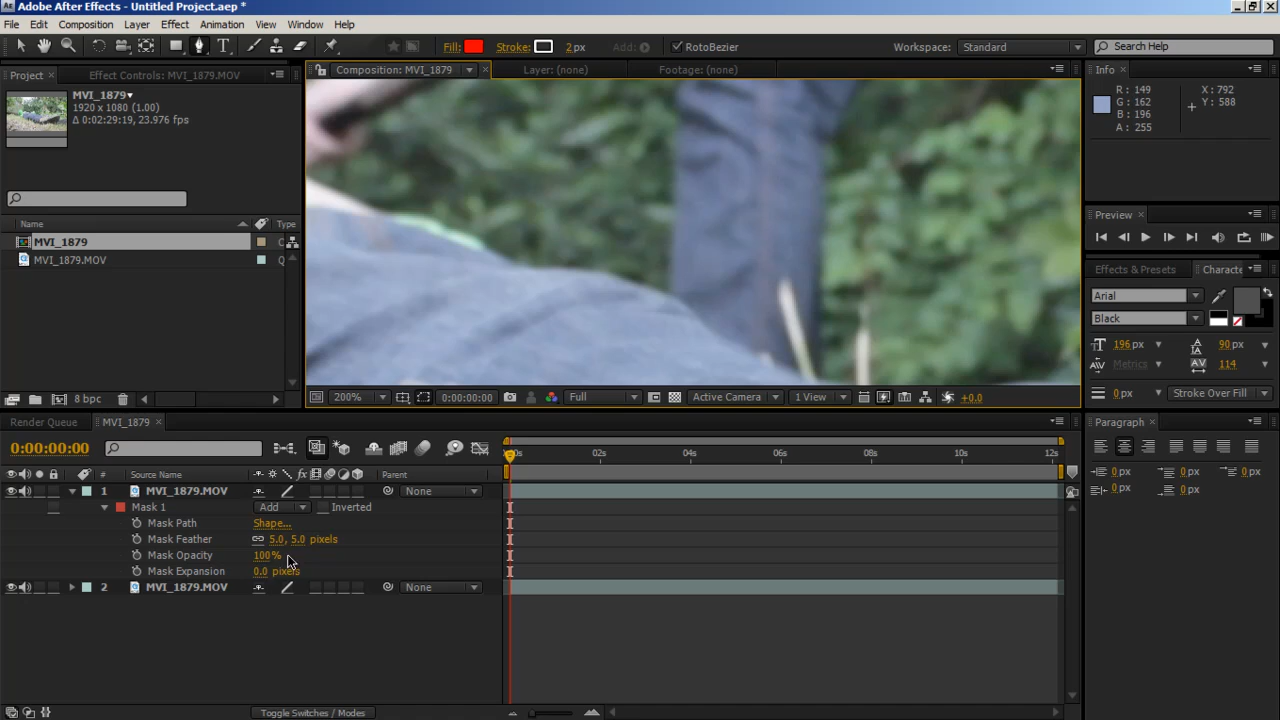 Adobe After Effects - Untitled Project.aep *
File Edit Composition Layer Effect Animation View Window Help
Fill: Stroke: 2 px Add: RotoBezier Workspace: Standard Search Help
Project Effect Controls: MVI_1879.MOV Composition: MVI_1879 Layer: (none) Footage: (none) Info
MVI_1879
1920 x 1080 (1.00)
Δ 0:02:29:19, 23.976 fps
R : 149
G : 162
B : 196
A : 255
X : 792
Y : 588
Name Type
MVI_1879
MVI_1879.MOV
8 bpc
200% 0:00:00:00 Full Active Camera 1 View +0.0
Preview
Effects & Presets Characte
Arial
Black
196 px 90 px
Metrics 114
0 px Stroke Over Fill
Render Queue MVI_1879
0:00:00:00
Paragraph
0 px 0 px 0 px
0 px 0 px
# Source Name fx Parent
02s 04s 06s 08s 10s 12s
1 MVI_1879.MOV None
Mask 1 Add Inverted
Mask Path Shape...
Mask Feather 5.0, 5.0 pixels
Mask Opacity 100%
Mask Expansion 0.0 pixels
2 MVI_1879.MOV None
Toggle Switches / Modes